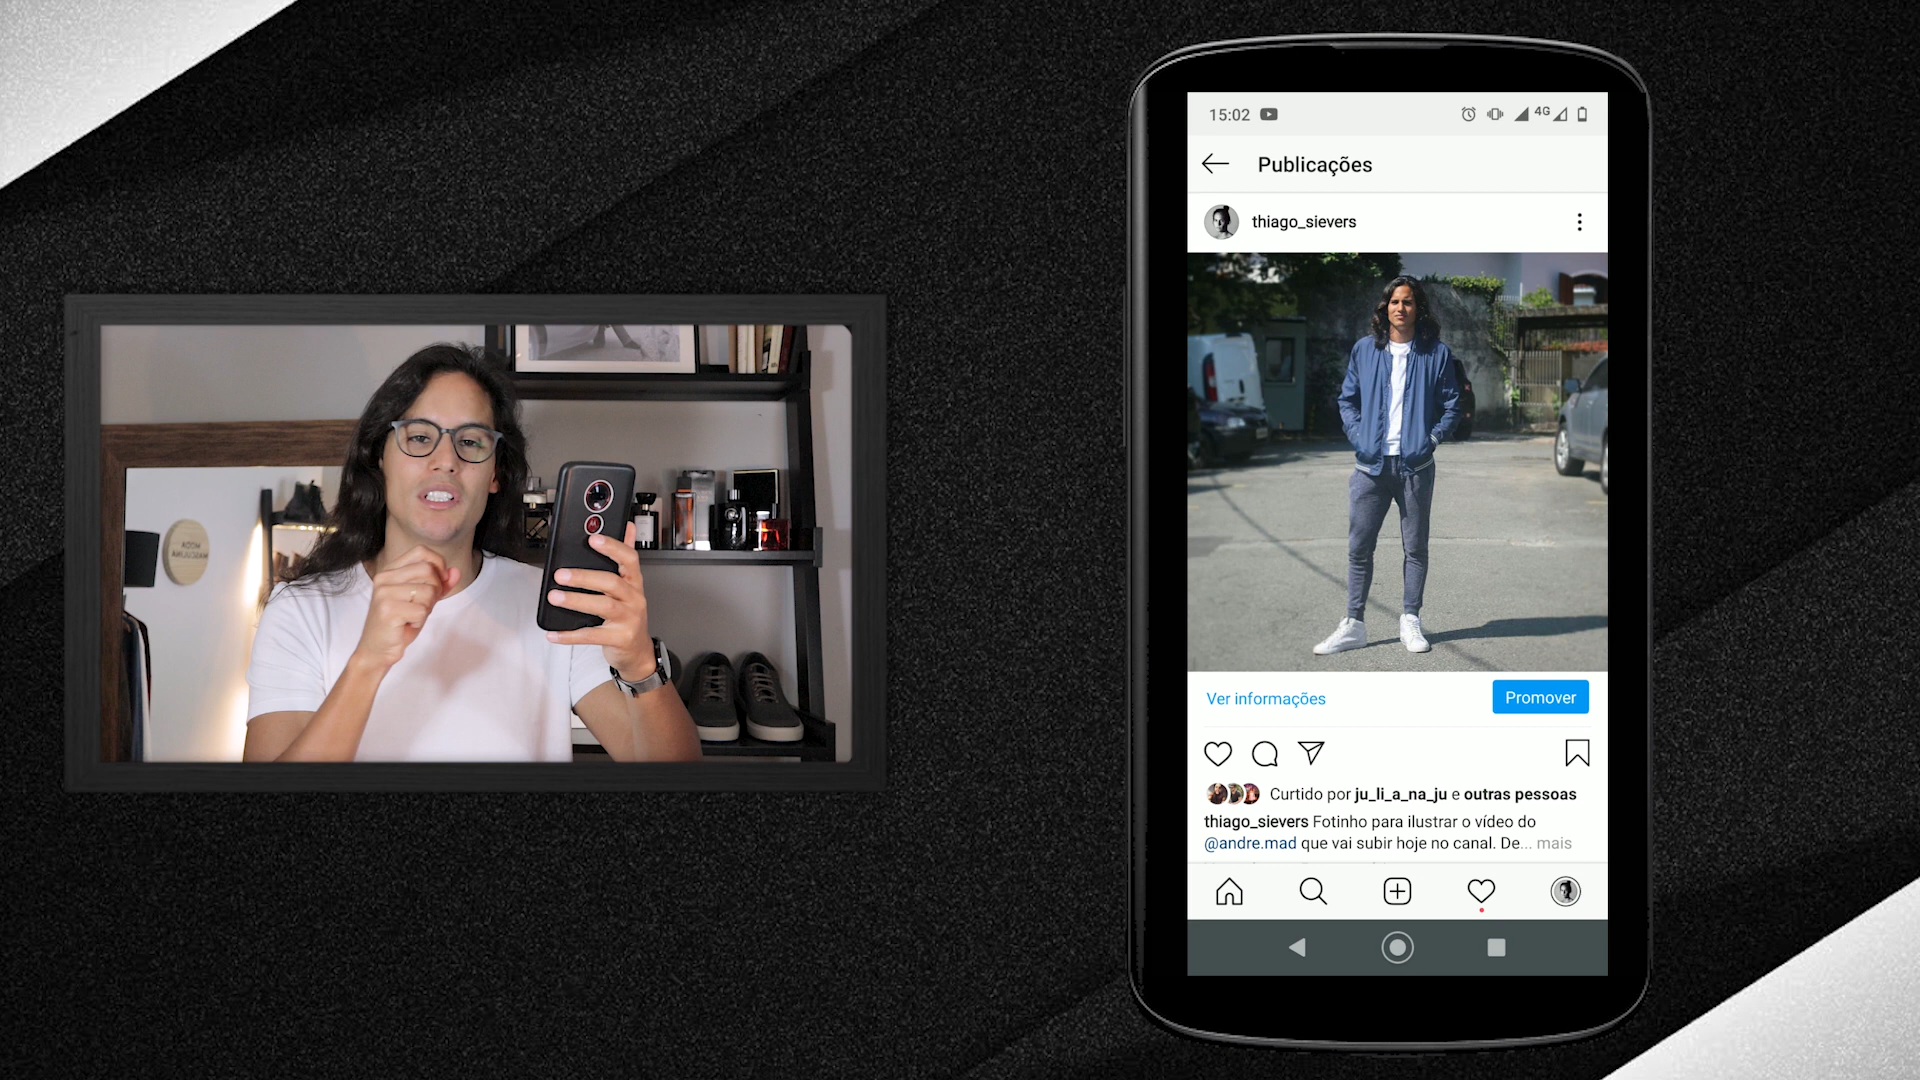 15:02
4G
Publicações
thiago_sievers
Ver informações
Promover
Curtido por ju_li_a_na_ju e outras pessoas
thiago_sievers Fotinho para ilustrar o vídeo do
@andre.mad que vai subir hoje no canal. De... mais